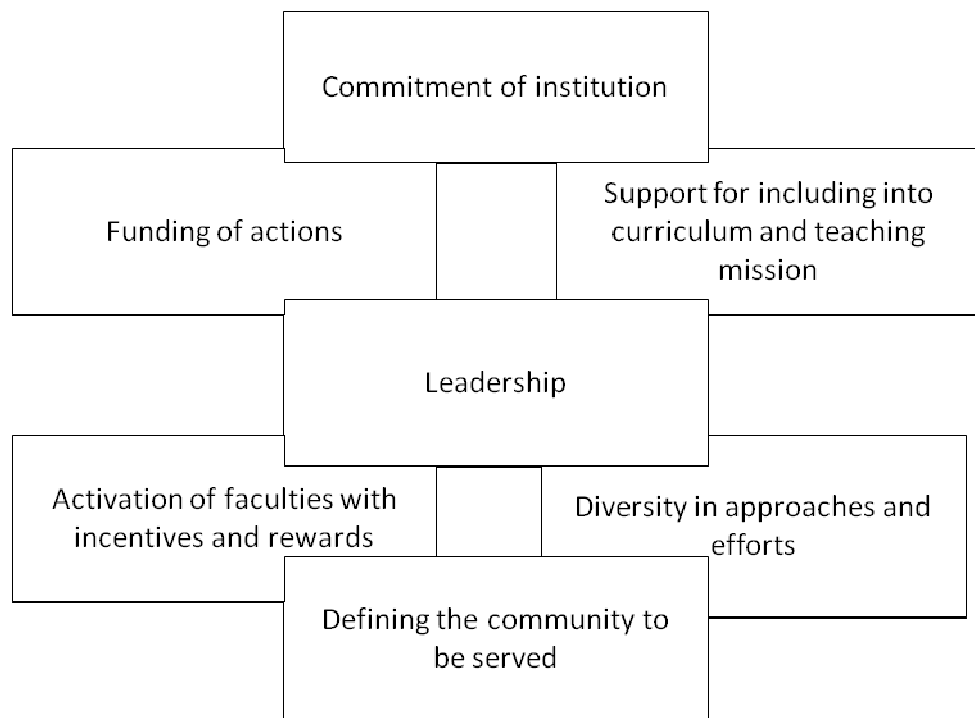 Commitment of institution
Funding of actions
Support for including into
curriculum and teaching
mission
Leadership
Activation of faculties with
incentives and rewards
Diversity in approaches and
efforts
Defining the community to
be served